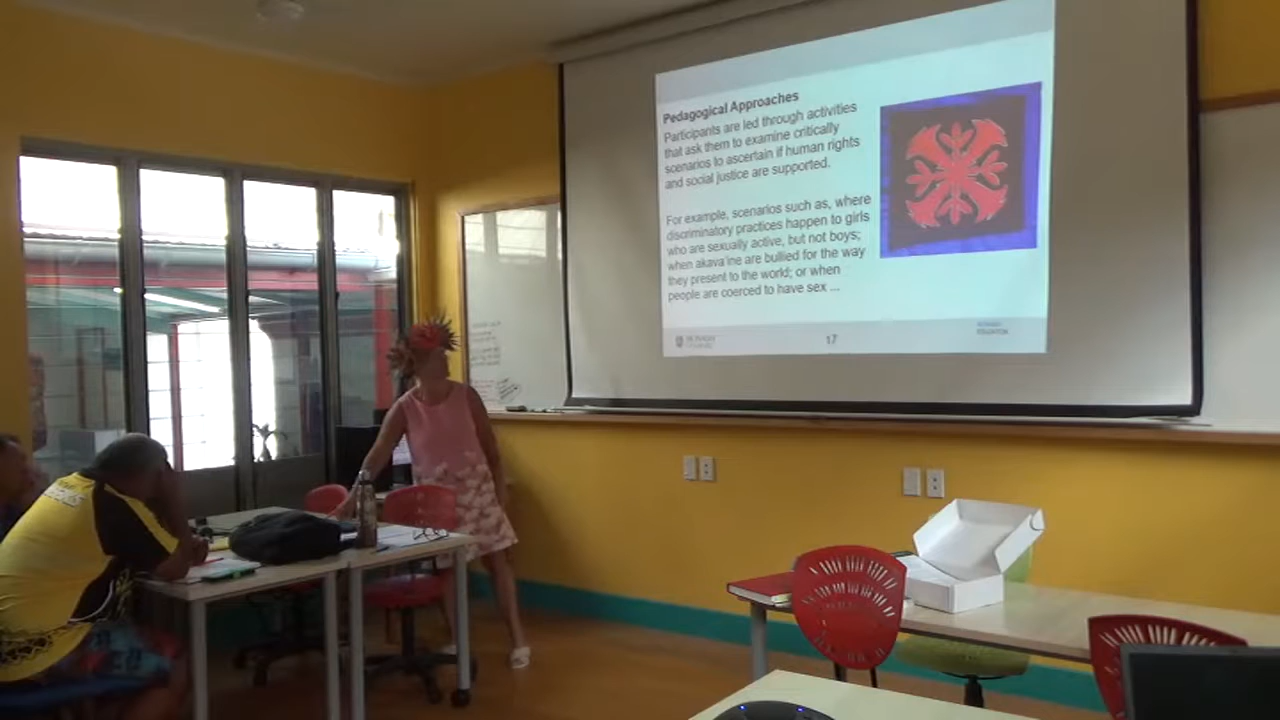 Pedagogical Approaches
Participants are led through activities
that ask them to examine critically
scenarios to ascertain if human rights
and social justice are supported.
For example, scenarios such as, where
discriminatory practices happen to girls
who are sexually active, but not boys;
when akava'ine are bullied for the way
they present to the world; or when
people are coerced to have sex ...
17